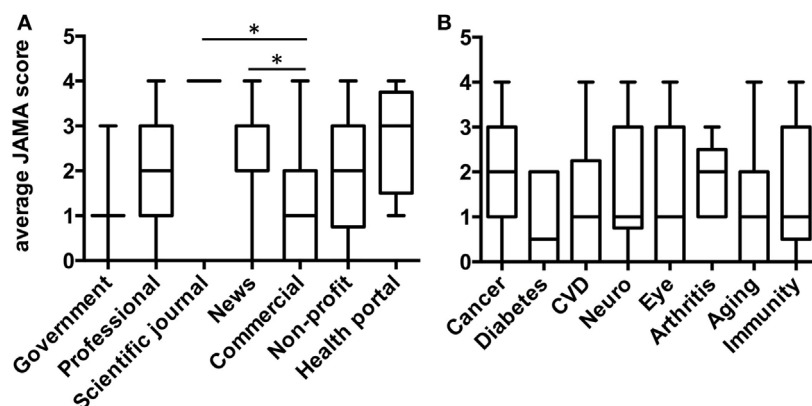 A
average JAMA score
5
4
3
2
1
0
*
*
Government
Professional
Scientific journal
News
Commercial
Non-profit
Health portal
B
5
4
3
2
1
0
Cancer
Diabetes
CVD
Neuro
Eye
Arthritis
Aging
Immunity